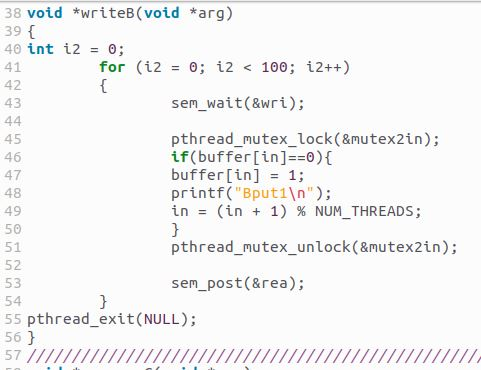 38 void *writeB(void *arg)
39 {
40 int i2 = 0;
41         for (i2 = 0; i2 < 100; i2++)
42         {
43                 sem_wait(&wri);
44
45                 pthread_mutex_lock(&mutex2in);
46                 if(buffer[in]==0){
47                 buffer[in] = 1;
48                 printf("Bput1\n");
49                 in = (in + 1) % NUM_THREADS;
50                 }
51                 pthread_mutex_unlock(&mutex2in);
52
53                 sem_post(&rea);
54         }
55 pthread_exit(NULL);
56 }
57 ////////////////////////////////////////////////////////